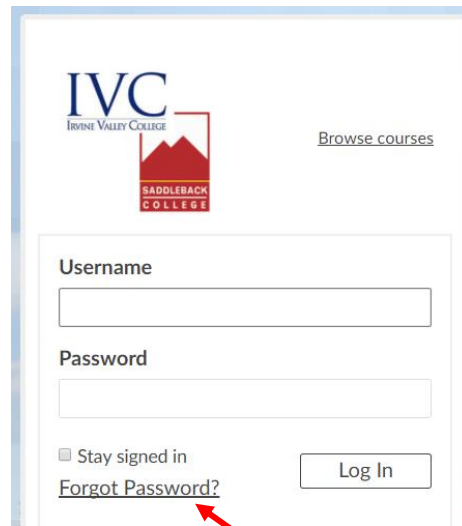 IVC
IRVINE VALLEY COLLEGE
Browse courses
SADDLEBACK
COLLEGE
Username
Password
Stay signed in
Log In
Forgot Password?